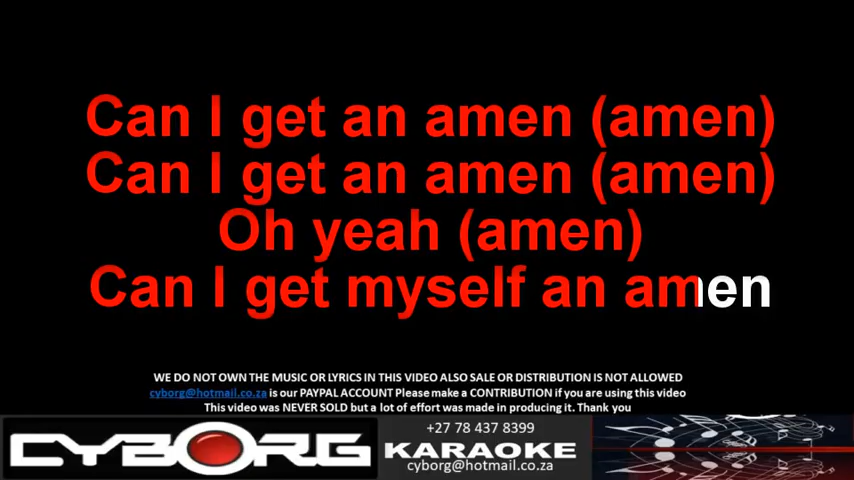 Can I get an amen (amen)
Can I get an amen (amen)
Oh yeah (amen)
Can I get myself an amen
WE DO NOT OWN THE MUSIC OR LYRICS IN THIS VIDEO ALSO SALE OR DISTRIBUTION IS NOT ALLOWED
cyborg@hotmail.co.za is our PAYPAL ACCOUNT Please make a CONTRIBUTION if you are using this video
This video was NEVER SOLD but a lot of effort was made in producing it. Thank you
CYBORG
+27 78 437 8399
KARAOKE
cyborg@hotmail.co.za